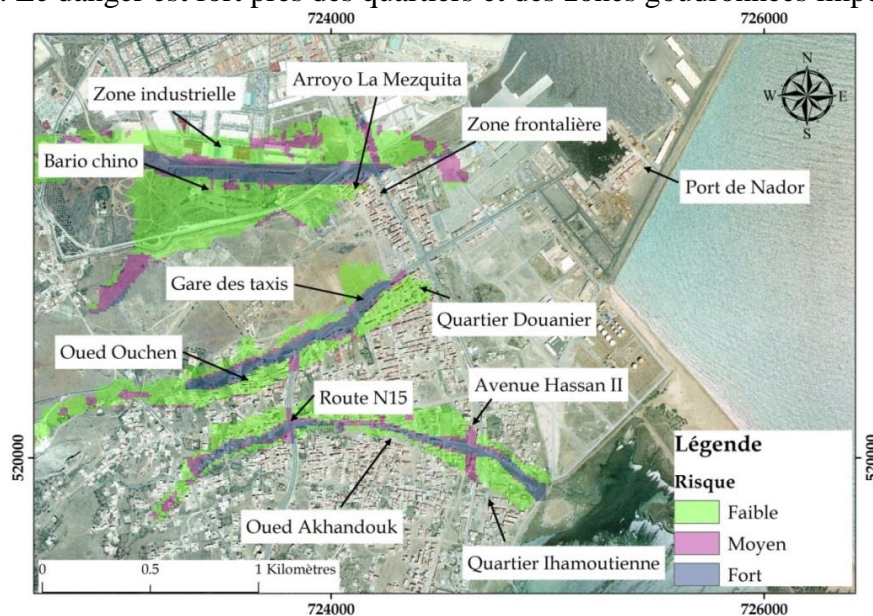 . Le danger est fort près des quartiers et des zones goudronnées
724000
726000
N
W E
S
Arroyo La Mezquita
Zone industrielle
Zone frontalière
Bario chino
Port de Nador
Gare des taxis
Quartier Douanier
Oued Ouchen
Avenue Hassan II
Route N15
Légende
520000
520000
Risque
Faible
Oued Akhandouk
Moyen
Quartier Ihamoutienne
0 0.5 1 Kilomètres
Fort
724000
726000